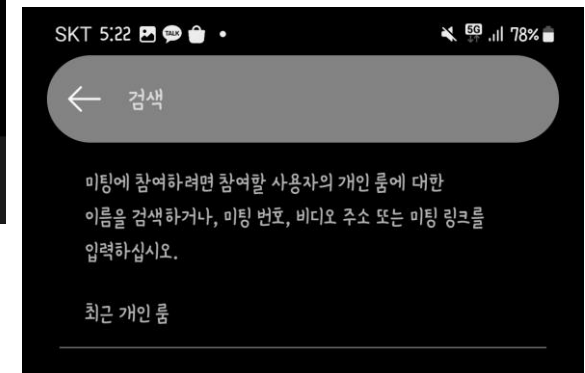 SKT 5:22 TALK • 5G 78%
검색
미팅에 참여하려면 참여할 사용자의 개인 룸에 대한
이름을 검색하거나, 미팅 번호, 비디오 주소 또는 미팅 링크를
입력하십시오.
최근 개인 룸